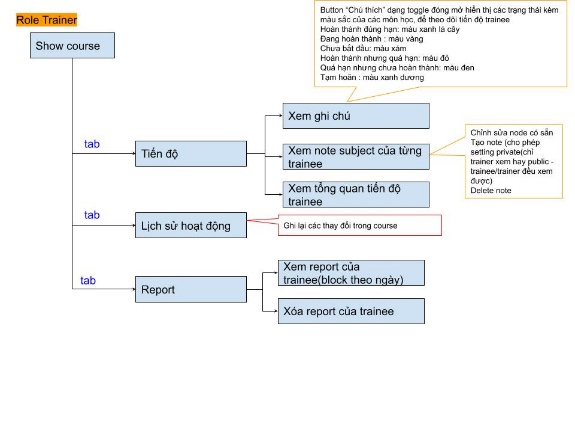 Role Trainer
Show course
Button “Chú thích” dạng toggle đóng mở hiển thị các trạng thái kèm
màu sắc của các môn học, để theo dõi tiến độ trainee
Hoàn thành đúng hạn: màu xanh lá cây
Đang hoàn thành : màu vàng
Chưa bắt đầu: màu xám
Hoàn thành nhưng quá hạn: màu đỏ
Quá hạn nhưng chưa hoàn thành: màu đen
Tạm hoãn : màu xanh dương
tab
Tiến độ
Xem ghi chú
Xem note subject của từng
trainee
Xem tổng quan tiến độ
trainee
Chỉnh sửa node có sẵn
Tạo note (cho phép
setting private(chỉ
trainer xem hay public -
trainee/trainer đều xem
được)
Delete note
tab
Lịch sử hoạt động
Ghi lại các thay đổi trong course
tab
Report
Xem report của
trainee(block theo ngày)
Xóa report của trainee